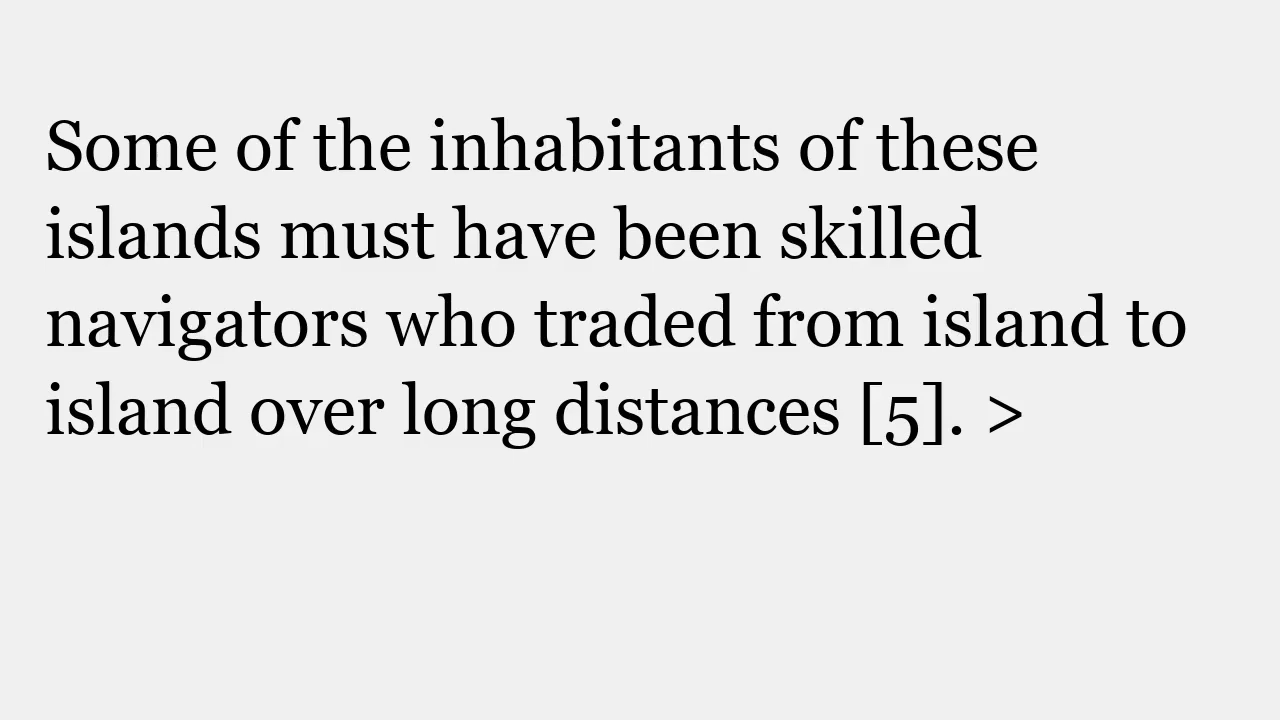 Some of the inhabitants of these
islands must have been skilled
navigators who traded from island to
island over long distances [5]. >